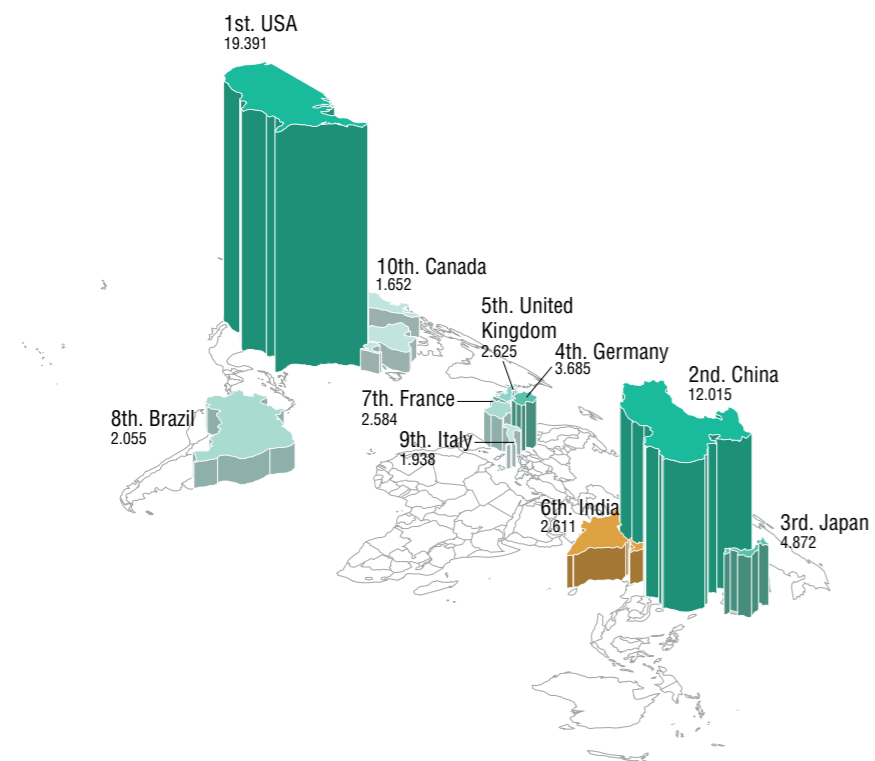 1st. USA
19.391
10th. Canada
1.652
5th. United
Kingdom
2.625
4th. Germany
3.685
2nd. China
12.015
7th. France
2.584
8th. Brazil
2.055
9th. Italy
1.938
6th. India
2.611
3rd. Japan
4.872